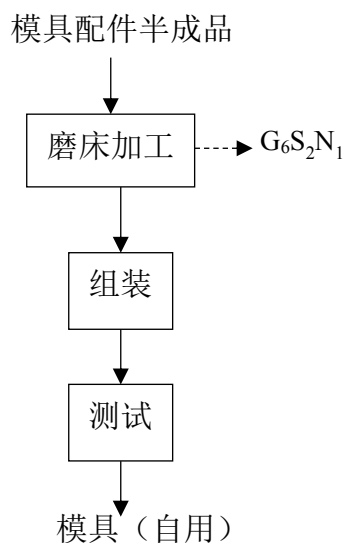 模具配件半成品
磨床加工
G₆S₂N₁
组装
测试
模具（自用）